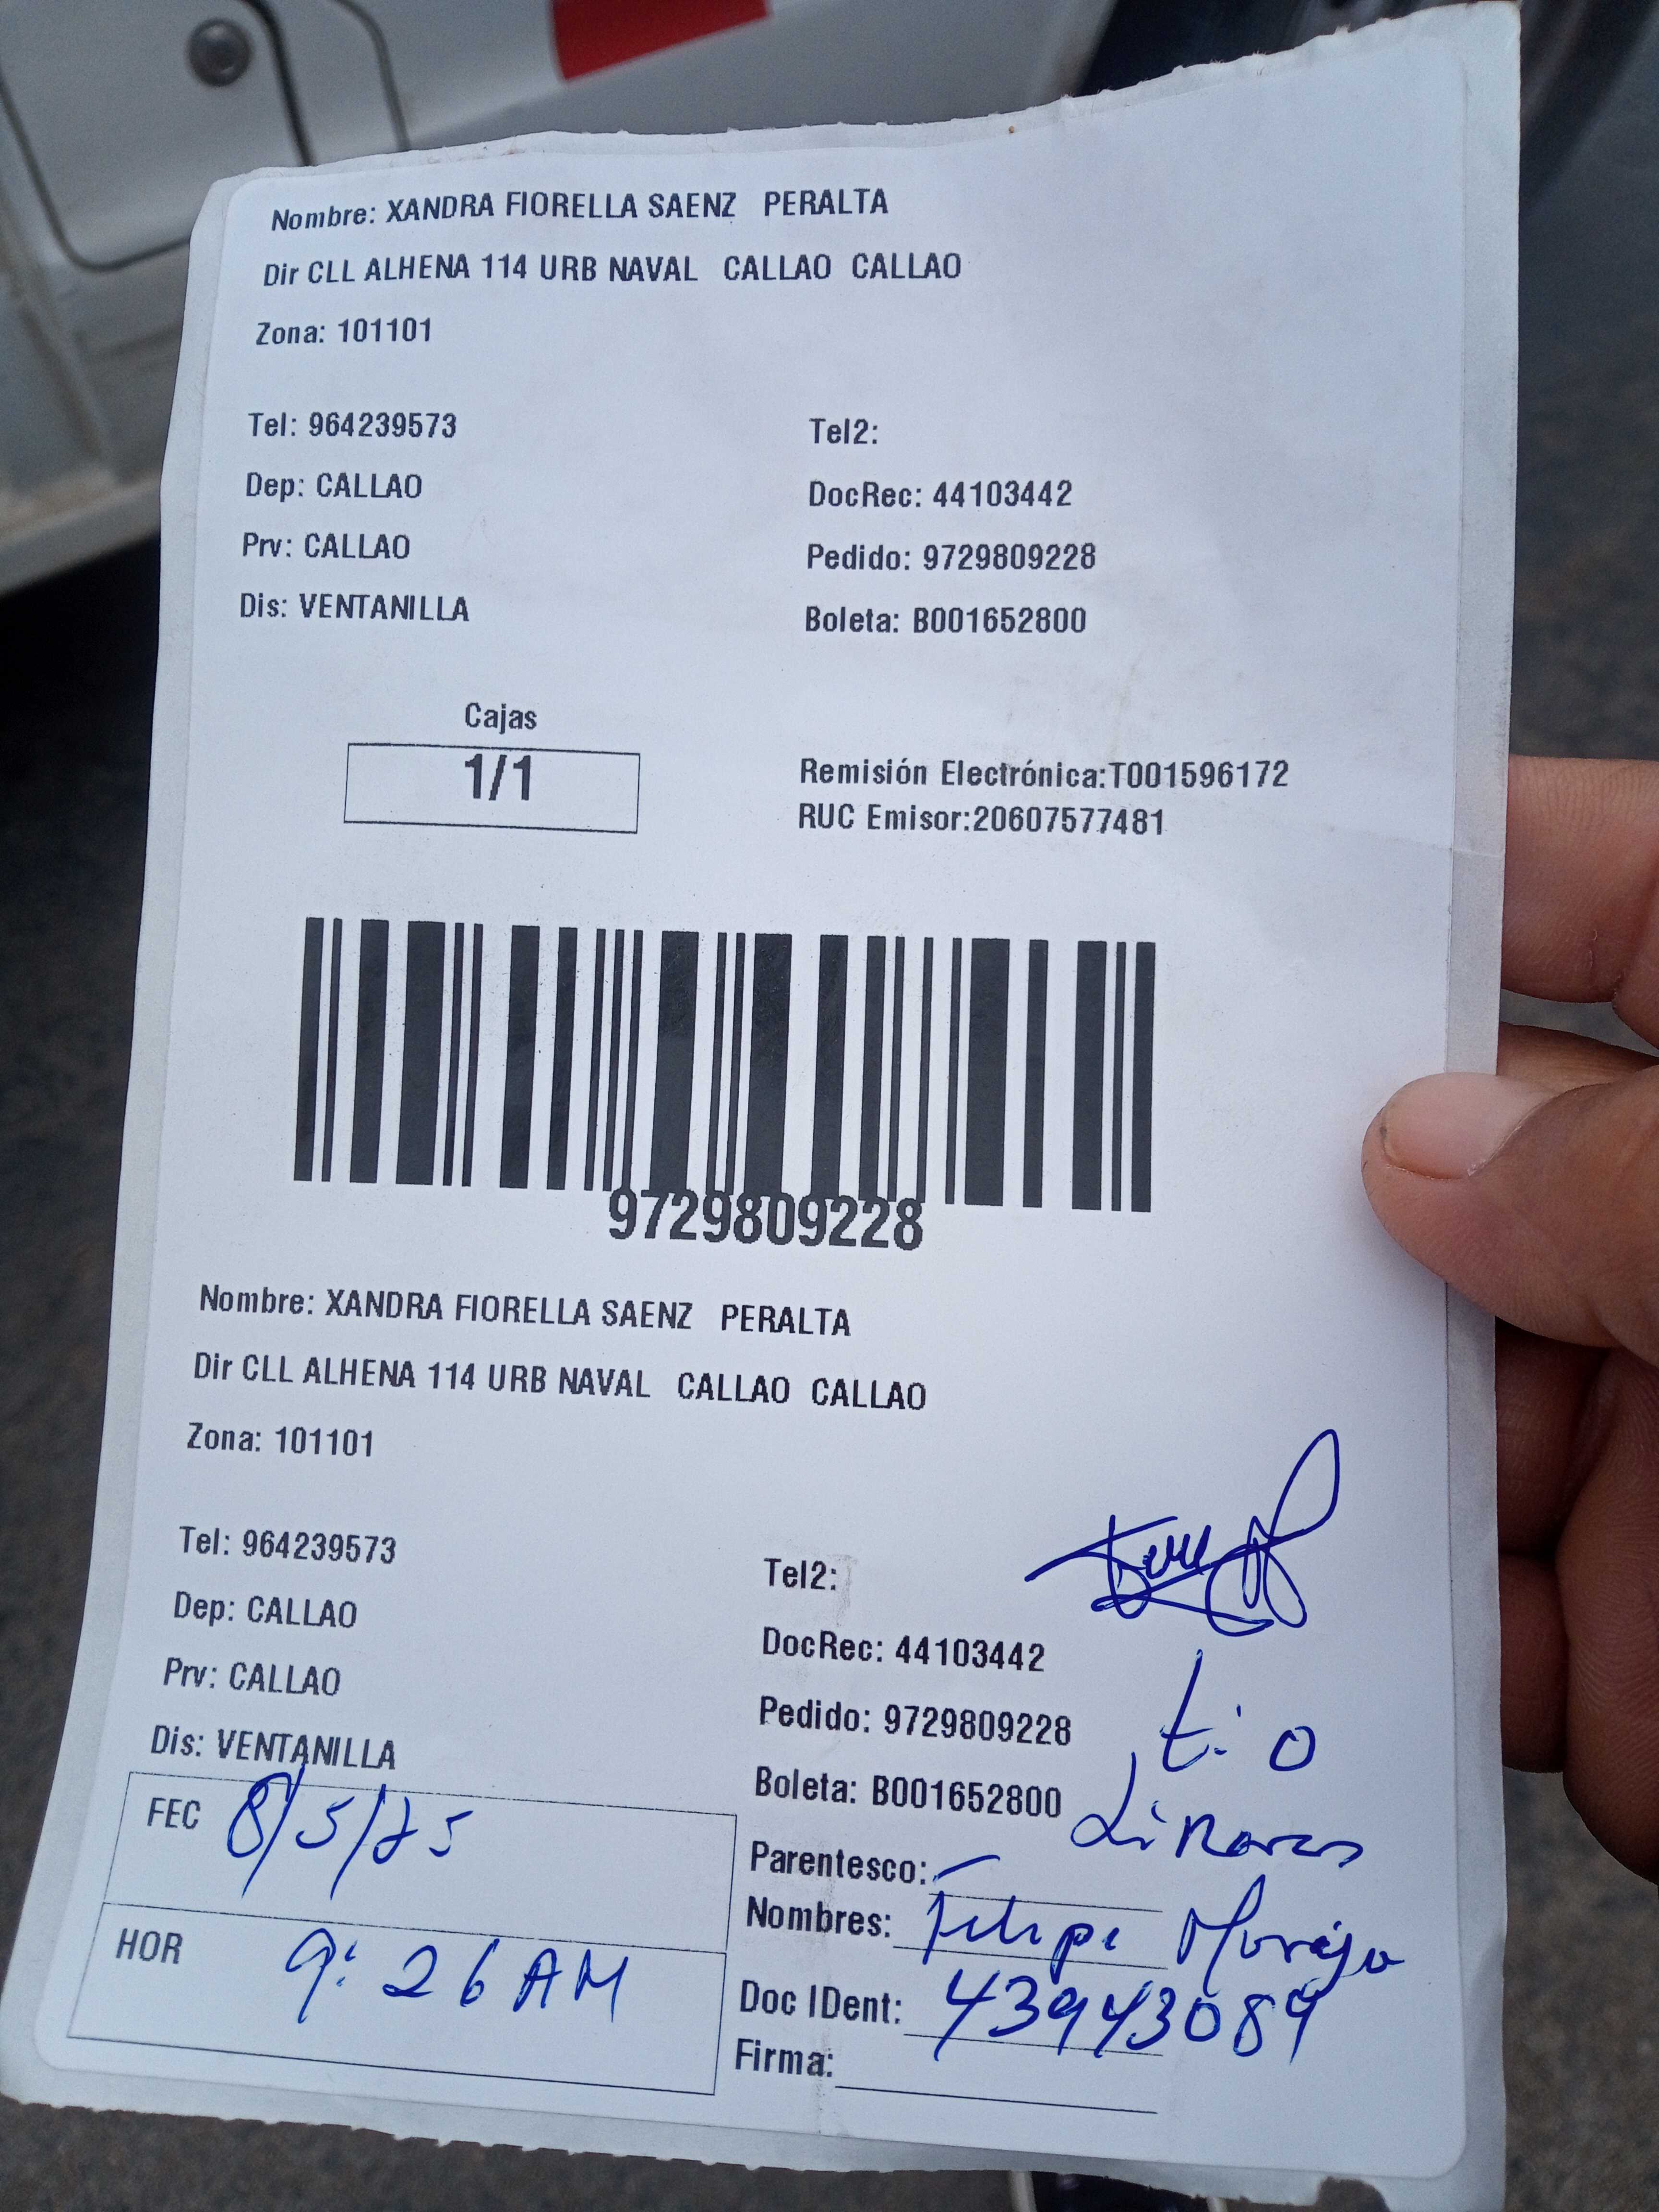 Nombre: XANDRA FIORELLA SAENZ PERALTA
Dir CLL ALHENA 114 URB NAVAL CALLAO CALLAO
Zona: 101101
Tel: 964239573 Tel2:
Dep: CALLAO DocRec: 44103442
Prv: CALLAO Pedido: 9729809228
Dis: VENTANILLA Boleta: B001652800
Cajas
1/1
Remisión Electrónica:T001596172
RUC Emisor:20607577481
9729809228
Nombre: XANDRA FIORELLA SAENZ PERALTA
Dir CLL ALHENA 114 URB NAVAL CALLAO CALLAO
Zona: 101101
Tel: 964239573 Tel2:
Dep: CALLAO DocRec: 44103442
Prv: CALLAO Pedido: 9729809228
Dis: VENTANILLA Boleta: B001652800
tio
Linares
FEC 8/5/25
HOR 9:26 AM
Parentesco:
Nombres: Felipe
Doc IDent: 43943089
Firma: